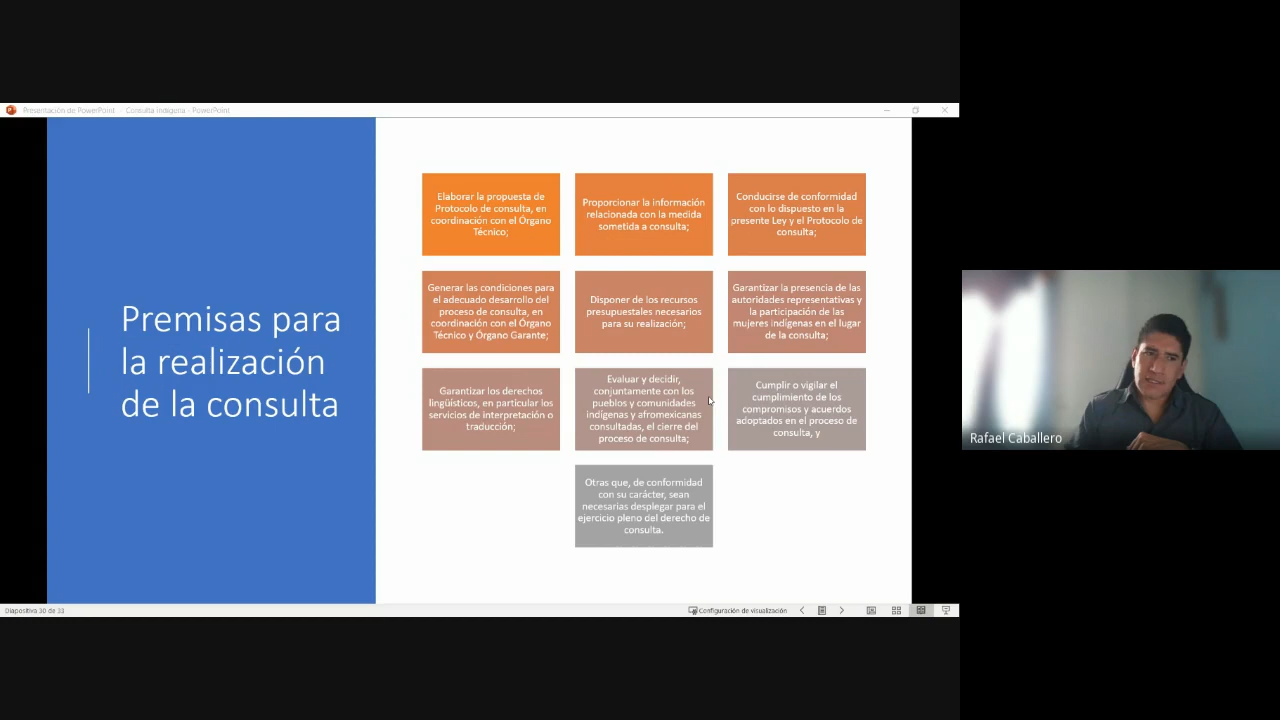 Presentación de PowerPoint - Consulta indígena - PowerPoint
Premisas para
la realización
de la consulta
Elaborar la propuesta de
Protocolo de consulta, en
coordinación con el Órgano
Técnico;
Proporcionar la información
relacionada con la medida
sometida a consulta;
Conducirse de conformidad
con lo dispuesto en la
presente Ley y el Protocolo de
consulta;
Generar las condiciones para
el adecuado desarrollo del
proceso de consulta, en
coordinación con el Órgano
Técnico y Órgano Garante;
Disponer de los recursos
presupuestales necesarios
para su realización;
Garantizar la presencia de las
autoridades representativas y
la participación de las
mujeres indígenas en el lugar
de la consulta;
Garantizar los derechos
lingüísticos, en particular los
servicios de interpretación o
traducción;
Evaluar y decidir,
conjuntamente con los
pueblos y comunidades
indígenas y afromexicanas
consultadas, el cierre del
proceso de consulta;
Cumplir o vigilar el
cumplimiento de los
compromisos y acuerdos
adoptados en el proceso de
consulta, y
Otras que, de conformidad
con su carácter, sean
necesarias desplegar para el
ejercicio pleno del derecho de
consulta.
Rafael Caballero
Diapositiva 30 de 33
Configuración de visualización